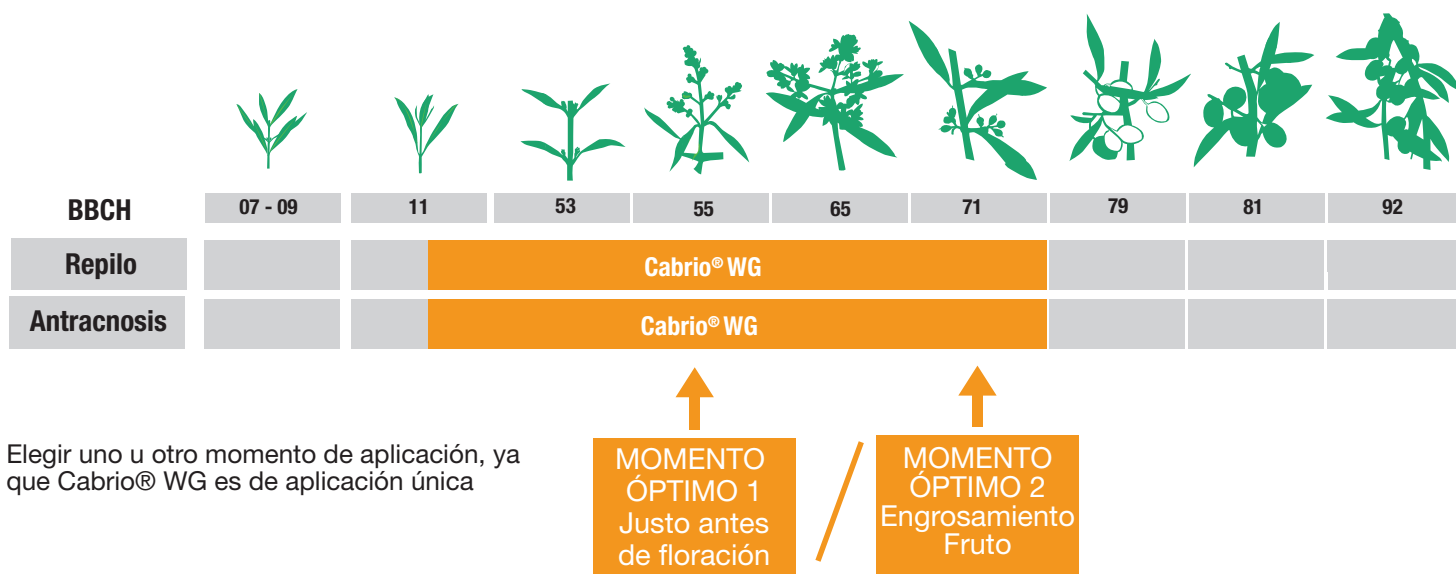 BBCH 07 - 09 11 53 55 65 71 79 81 92
Repilo Cabrio® WG
Antracnosis Cabrio® WG
Elegir uno u otro momento de aplicación, ya
que Cabrio® WG es de aplicación única
MOMENTO
ÓPTIMO 1
Justo antes
de floración
/
MOMENTO
ÓPTIMO 2
Engrosamiento
Fruto